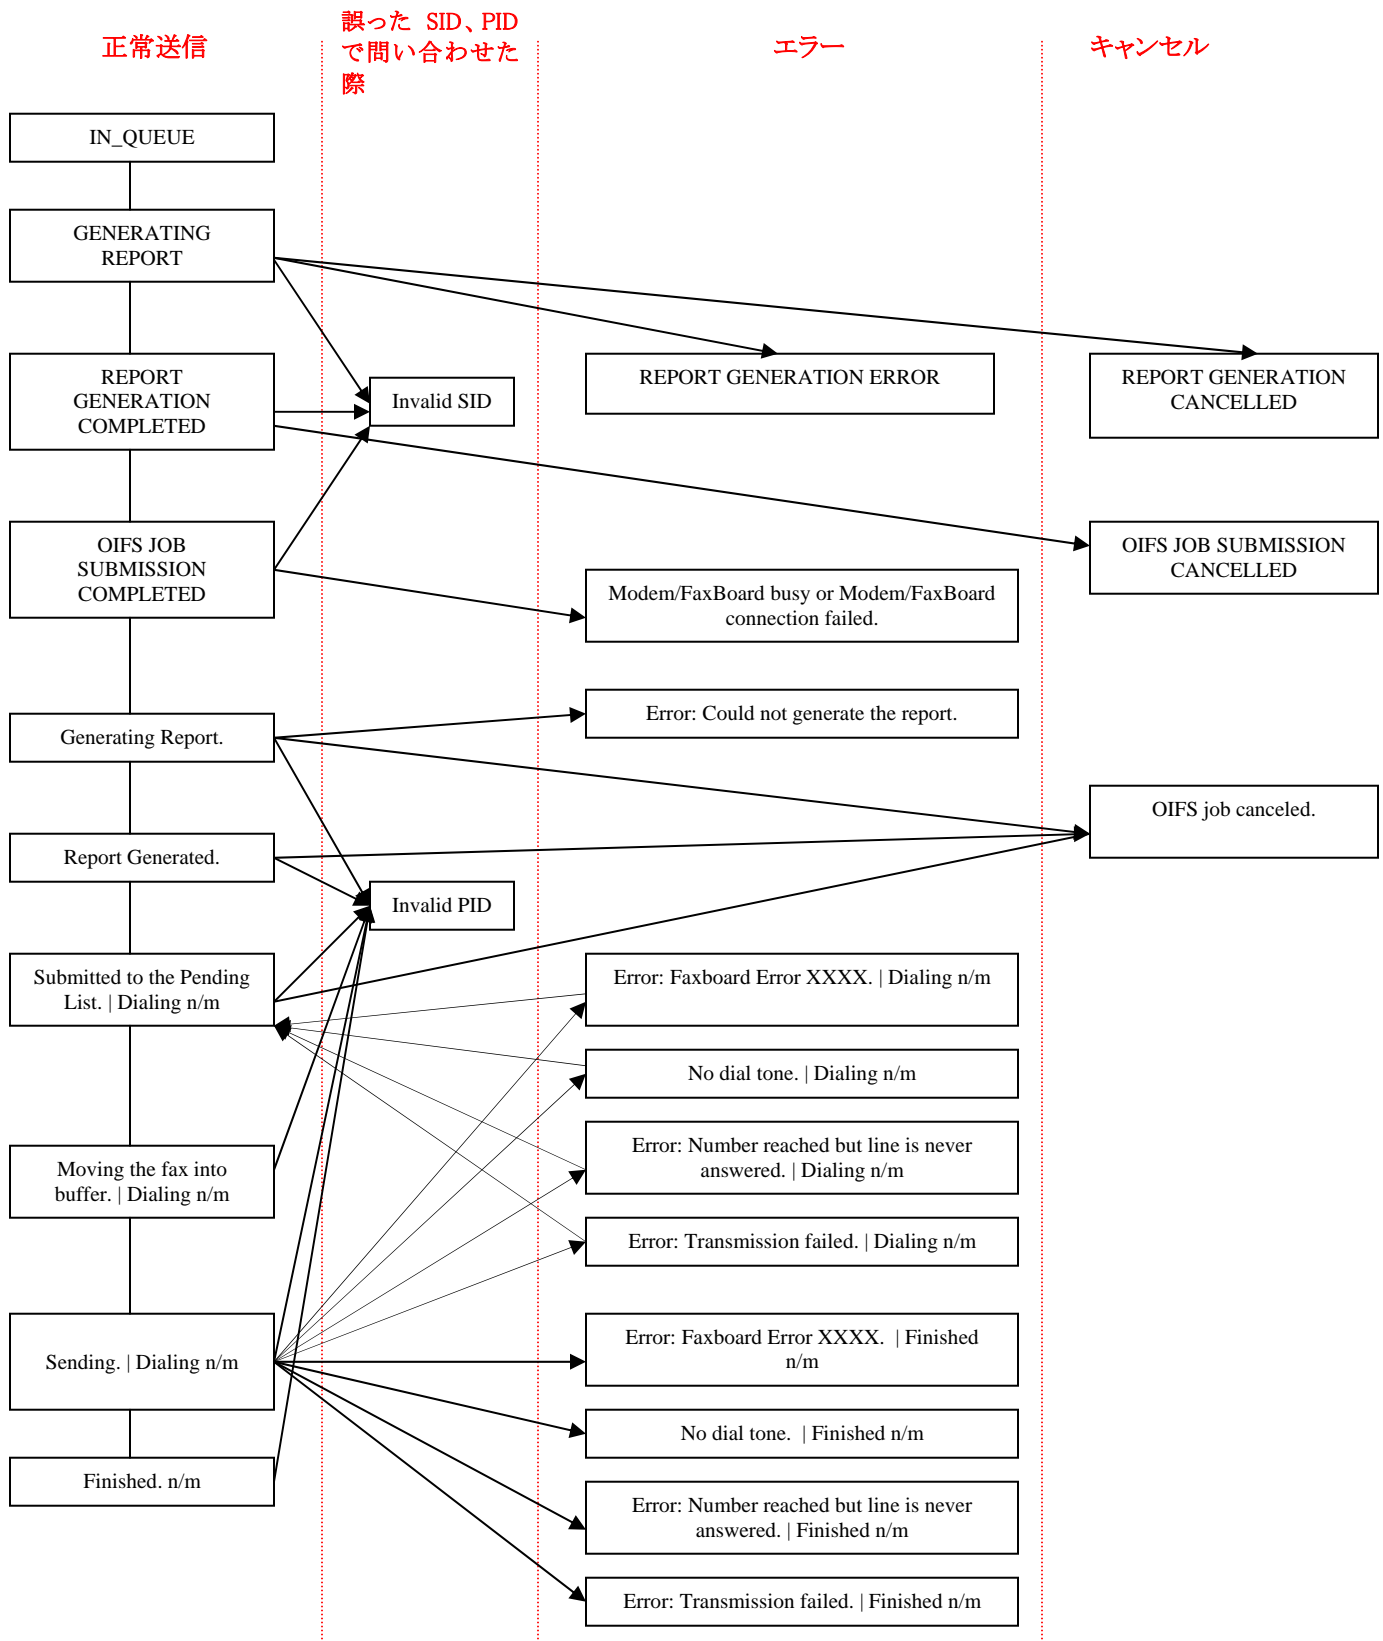 正常送信
誤った SID、PID
で問い合わせた
際
エラー
キャンセル
IN_QUEUE
GENERATING
REPORT
REPORT
GENERATION
COMPLETED
Invalid SID
REPORT GENERATION ERROR
REPORT GENERATION
CANCELLED
OIFS JOB
SUBMISSION
COMPLETED
OIFS JOB SUBMISSION
CANCELLED
Modem/FaxBoard busy or Modem/FaxBoard
connection failed.
Generating Report.
Error: Could not generate the report.
OIFS job canceled.
Report Generated.
Invalid PID
Submitted to the Pending
List. | Dialing n/m
Error: Faxboard Error XXXX. | Dialing n/m
No dial tone. | Dialing n/m
Moving the fax into
buffer. | Dialing n/m
Error: Number reached but line is never
answered. | Dialing n/m
Error: Transmission failed. | Dialing n/m
Sending. | Dialing n/m
Error: Faxboard Error XXXX. | Finished
n/m
No dial tone. | Finished n/m
Finished. n/m
Error: Number reached but line is never
answered. | Finished n/m
Error: Transmission failed. | Finished n/m